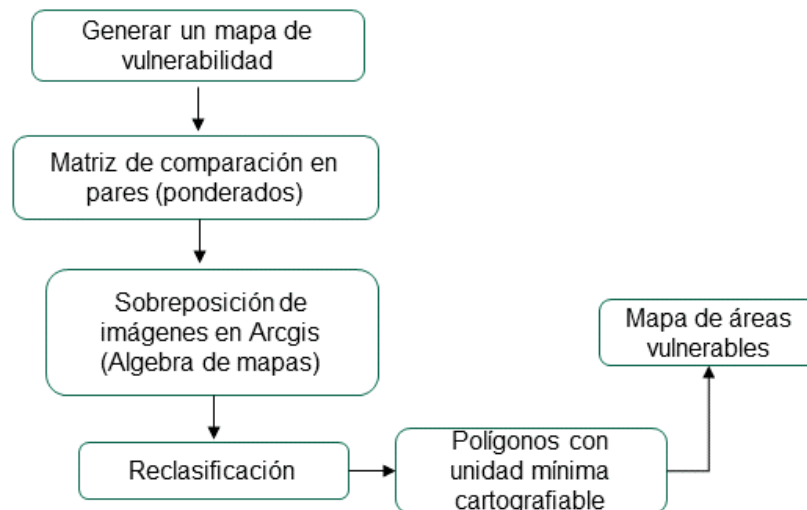 Generar un mapa de
vulnerabilidad
Matriz de comparación en
pares (ponderados)
Sobreposición de
imágenes en Arcgis
(Algebra de mapas)
Reclasificación
Polígonos con
unidad mínima
cartografiable
Mapa de áreas
vulnerables